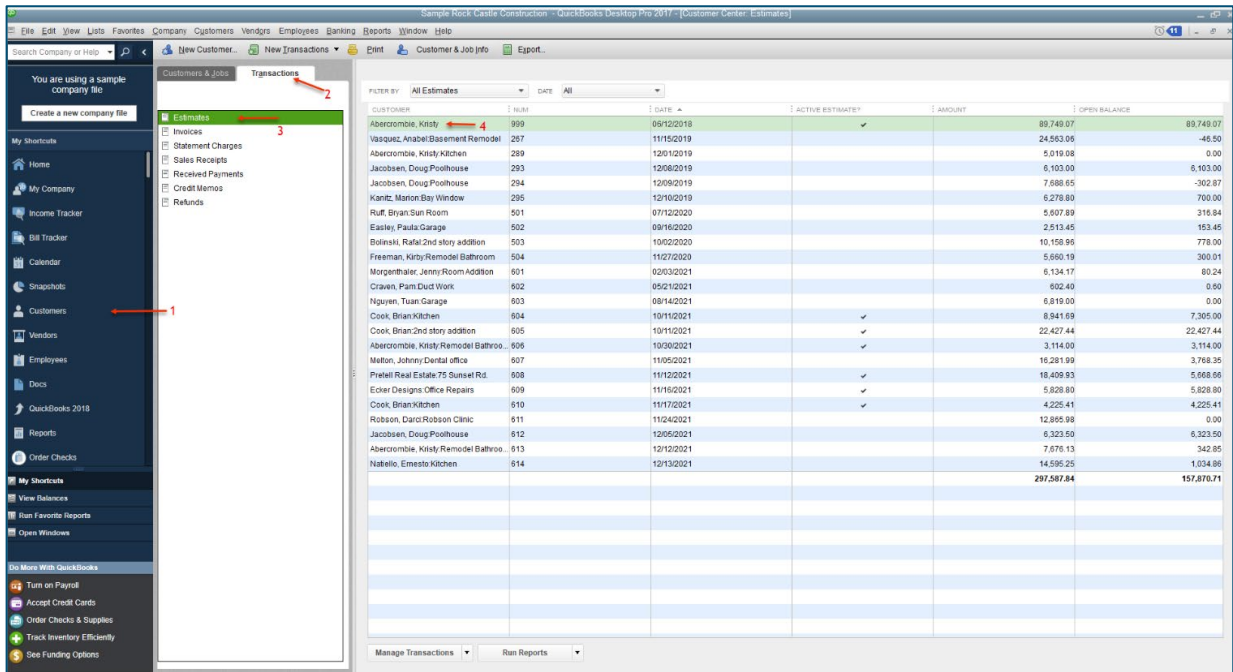 Sample Rock Castle Construction - QuickBooks Desktop Pro 2017 - [Customer Center: Estimates]
File Edit View Lists Favorites Company Customers Vendors Employees Banking Reports Window Help
11
Search Company or Help
New Customer... New Transactions Print Customer & Job Info Export...
You are using a sample
company file
Create a new company file
My Shortcuts
Home
My Company
Income Tracker
Bill Tracker
Calendar
Snapshots
Customers 1
Vendors
Employees
Docs
QuickBooks 2018
Reports
Order Checks
My Shortcuts
View Balances
Run Favorite Reports
Open Windows
Do More With QuickBooks
Turn on Payroll
Accept Credit Cards
Order Checks & Supplies
Track Inventory Efficiently
See Funding Options
Customers & Jobs Transactions
2
Estimates
3
Invoices
Statement Charges
Sales Receipts
Received Payments
Credit Memos
Refunds
FILTER BY All Estimates DATE All
CUSTOMER NUM DATE ACTIVE ESTIMATE? AMOUNT OPEN BALANCE
Abercrombie, Kristy 4 999 06/12/2018 ✔ 89,749.07 89,749.07
Vasquez, Anabel:Basement Remodel 267 11/15/2019 24,563.06 -46.50
Abercrombie, Kristy:Kitchen 289 12/01/2019 5,019.08 0.00
Jacobsen, Doug:Poolhouse 293 12/08/2019 6,103.00 6,103.00
Jacobsen, Doug:Poolhouse 294 12/09/2019 7,688.65 -302.87
Kanitz, Marion:Bay Window 295 12/10/2019 6,278.80 700.00
Ruff, Bryan:Sun Room 501 07/12/2020 5,607.89 316.84
Easley, Paula:Garage 502 09/16/2020 2,513.45 153.45
Bolinski, Rafal:2nd story addition 503 10/02/2020 10,158.96 778.00
Freeman, Kirby:Remodel Bathroom 504 11/27/2020 5,660.19 300.01
Morgenthaler, Jenny:Room Addition 601 02/03/2021 6,134.17 80.24
Craven, Pam:Duct Work 602 05/21/2021 602.40 0.60
Nguyen, Tuan:Garage 603 08/14/2021 6,819.00 0.00
Cook, Brian:Kitchen 604 10/11/2021 ✔ 8,941.69 7,305.00
Cook, Brian:2nd story addition 605 10/11/2021 ✔ 22,427.44 22,427.44
Abercrombie, Kristy:Remodel Bathroo... 606 10/30/2021 ✔ 3,114.00 3,114.00
Melton, Johnny:Dental office 607 11/05/2021 16,281.99 3,768.35
Pretell Real Estate:75 Sunset Rd. 608 11/12/2021 ✔ 18,409.93 5,668.66
Ecker Designs:Office Repairs 609 11/16/2021 ✔ 5,828.80 5,828.80
Cook, Brian:Kitchen 610 11/17/2021 ✔ 4,225.41 4,225.41
Robson, Darci:Robson Clinic 611 11/24/2021 12,865.98 0.00
Jacobsen, Doug:Poolhouse 612 12/05/2021 6,323.50 6,323.50
Abercrombie, Kristy:Remodel Bathroo... 613 12/12/2021 7,676.13 342.85
Natiello, Ernesto:Kitchen 614 12/13/2021 14,595.25 1,034.86
297,587.84 157,870.71
Manage Transactions Run Reports